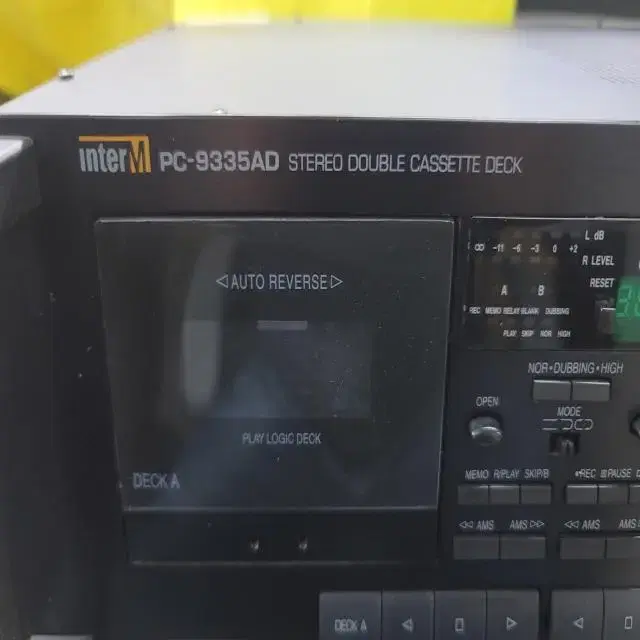 interM PC-9335AD STEREO DOUBLE CASSETTE DECK
◁AUTO REVERSE▷
PLAY LOGIC DECK
DECK A
L dB
∞ -11 -6 -3 0 +2
R LEVEL
RESET
A B
REC MEMO RELAY BLANK DUBBING
PLAY SKIP NOR HIGH
NOR•DUBBING•HIGH
OPEN
MODE
MEMO R/PLAY SKIP/B
REC PAUSE
◁◁ AMS AMS ▷▷ ◁◁ AMS AMS
DECK A